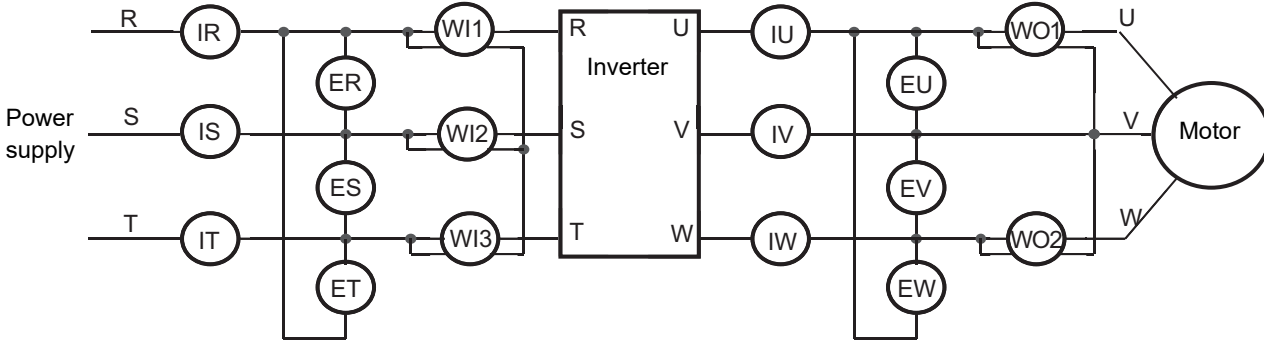 R IR WI1 R U IU WO1 U
ER Inverter EU
Power supply
S IS WI2 S V IV V Motor
ES EV
T IT WI3 T W IW WO2 W
ET EW